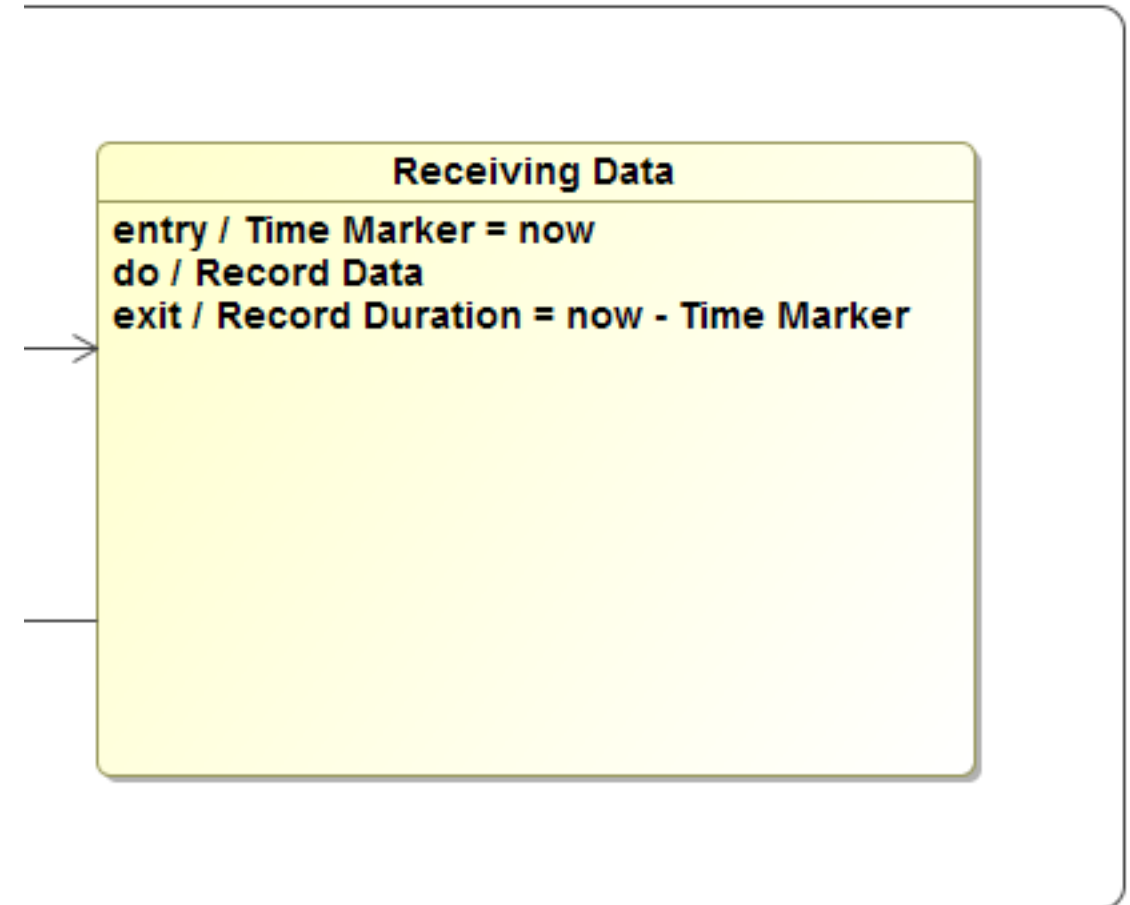 Receiving Data
entry / Time Marker = now
do / Record Data
exit / Record Duration = now - Time Marker